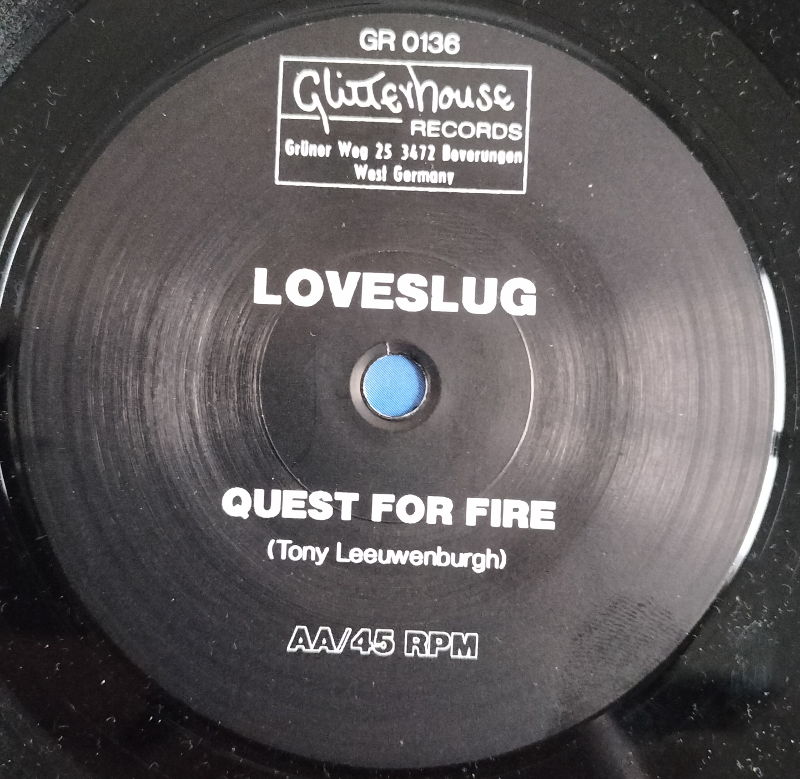 GR 0136
Glitterhouse
RECORDS
Grüner Weg 25 3472 Beverungen
West Germany
LOVESLUG
QUEST FOR FIRE
(Tony Leeuwenburgh)
AA/45 RPM